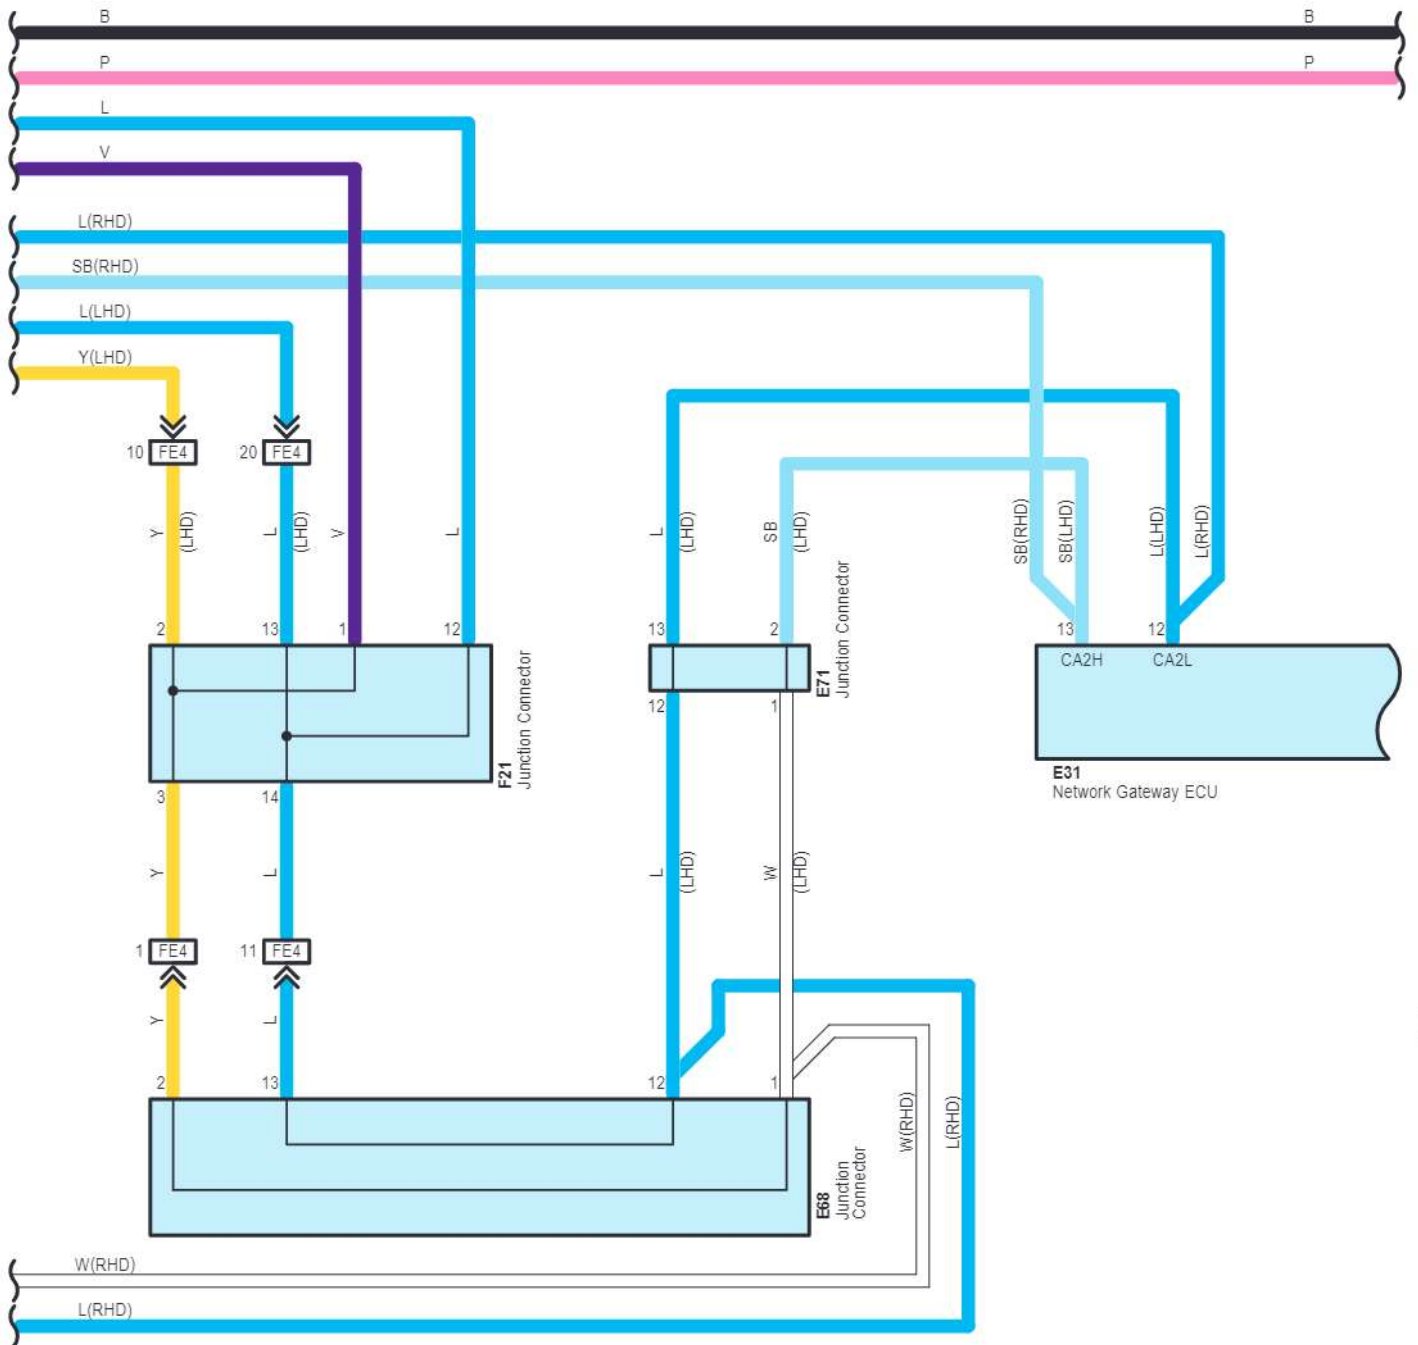 B
B
P
P
L
V
L(RHD)
SB(RHD)
L(LHD)
Y(LHD)
10
FE4
20
FE4
Y
(LHD)
L
(LHD)
V
L
L
(LHD)
SB
(LHD)
SB(RHD)
SB(LHD)
L(LHD)
L(RHD)
2
13
1
12
13
2
13
12
CA2H
CA2L
F21
Junction Connector
E71
Junction Connector
12
1
E31
Network Gateway ECU
3
14
Y
L
L
(LHD)
W
(LHD)
1
FE4
11
FE4
Y
L
2
13
12
1
W(RHD)
L(RHD)
E68
Junction
Connector
W(RHD)
L(RHD)